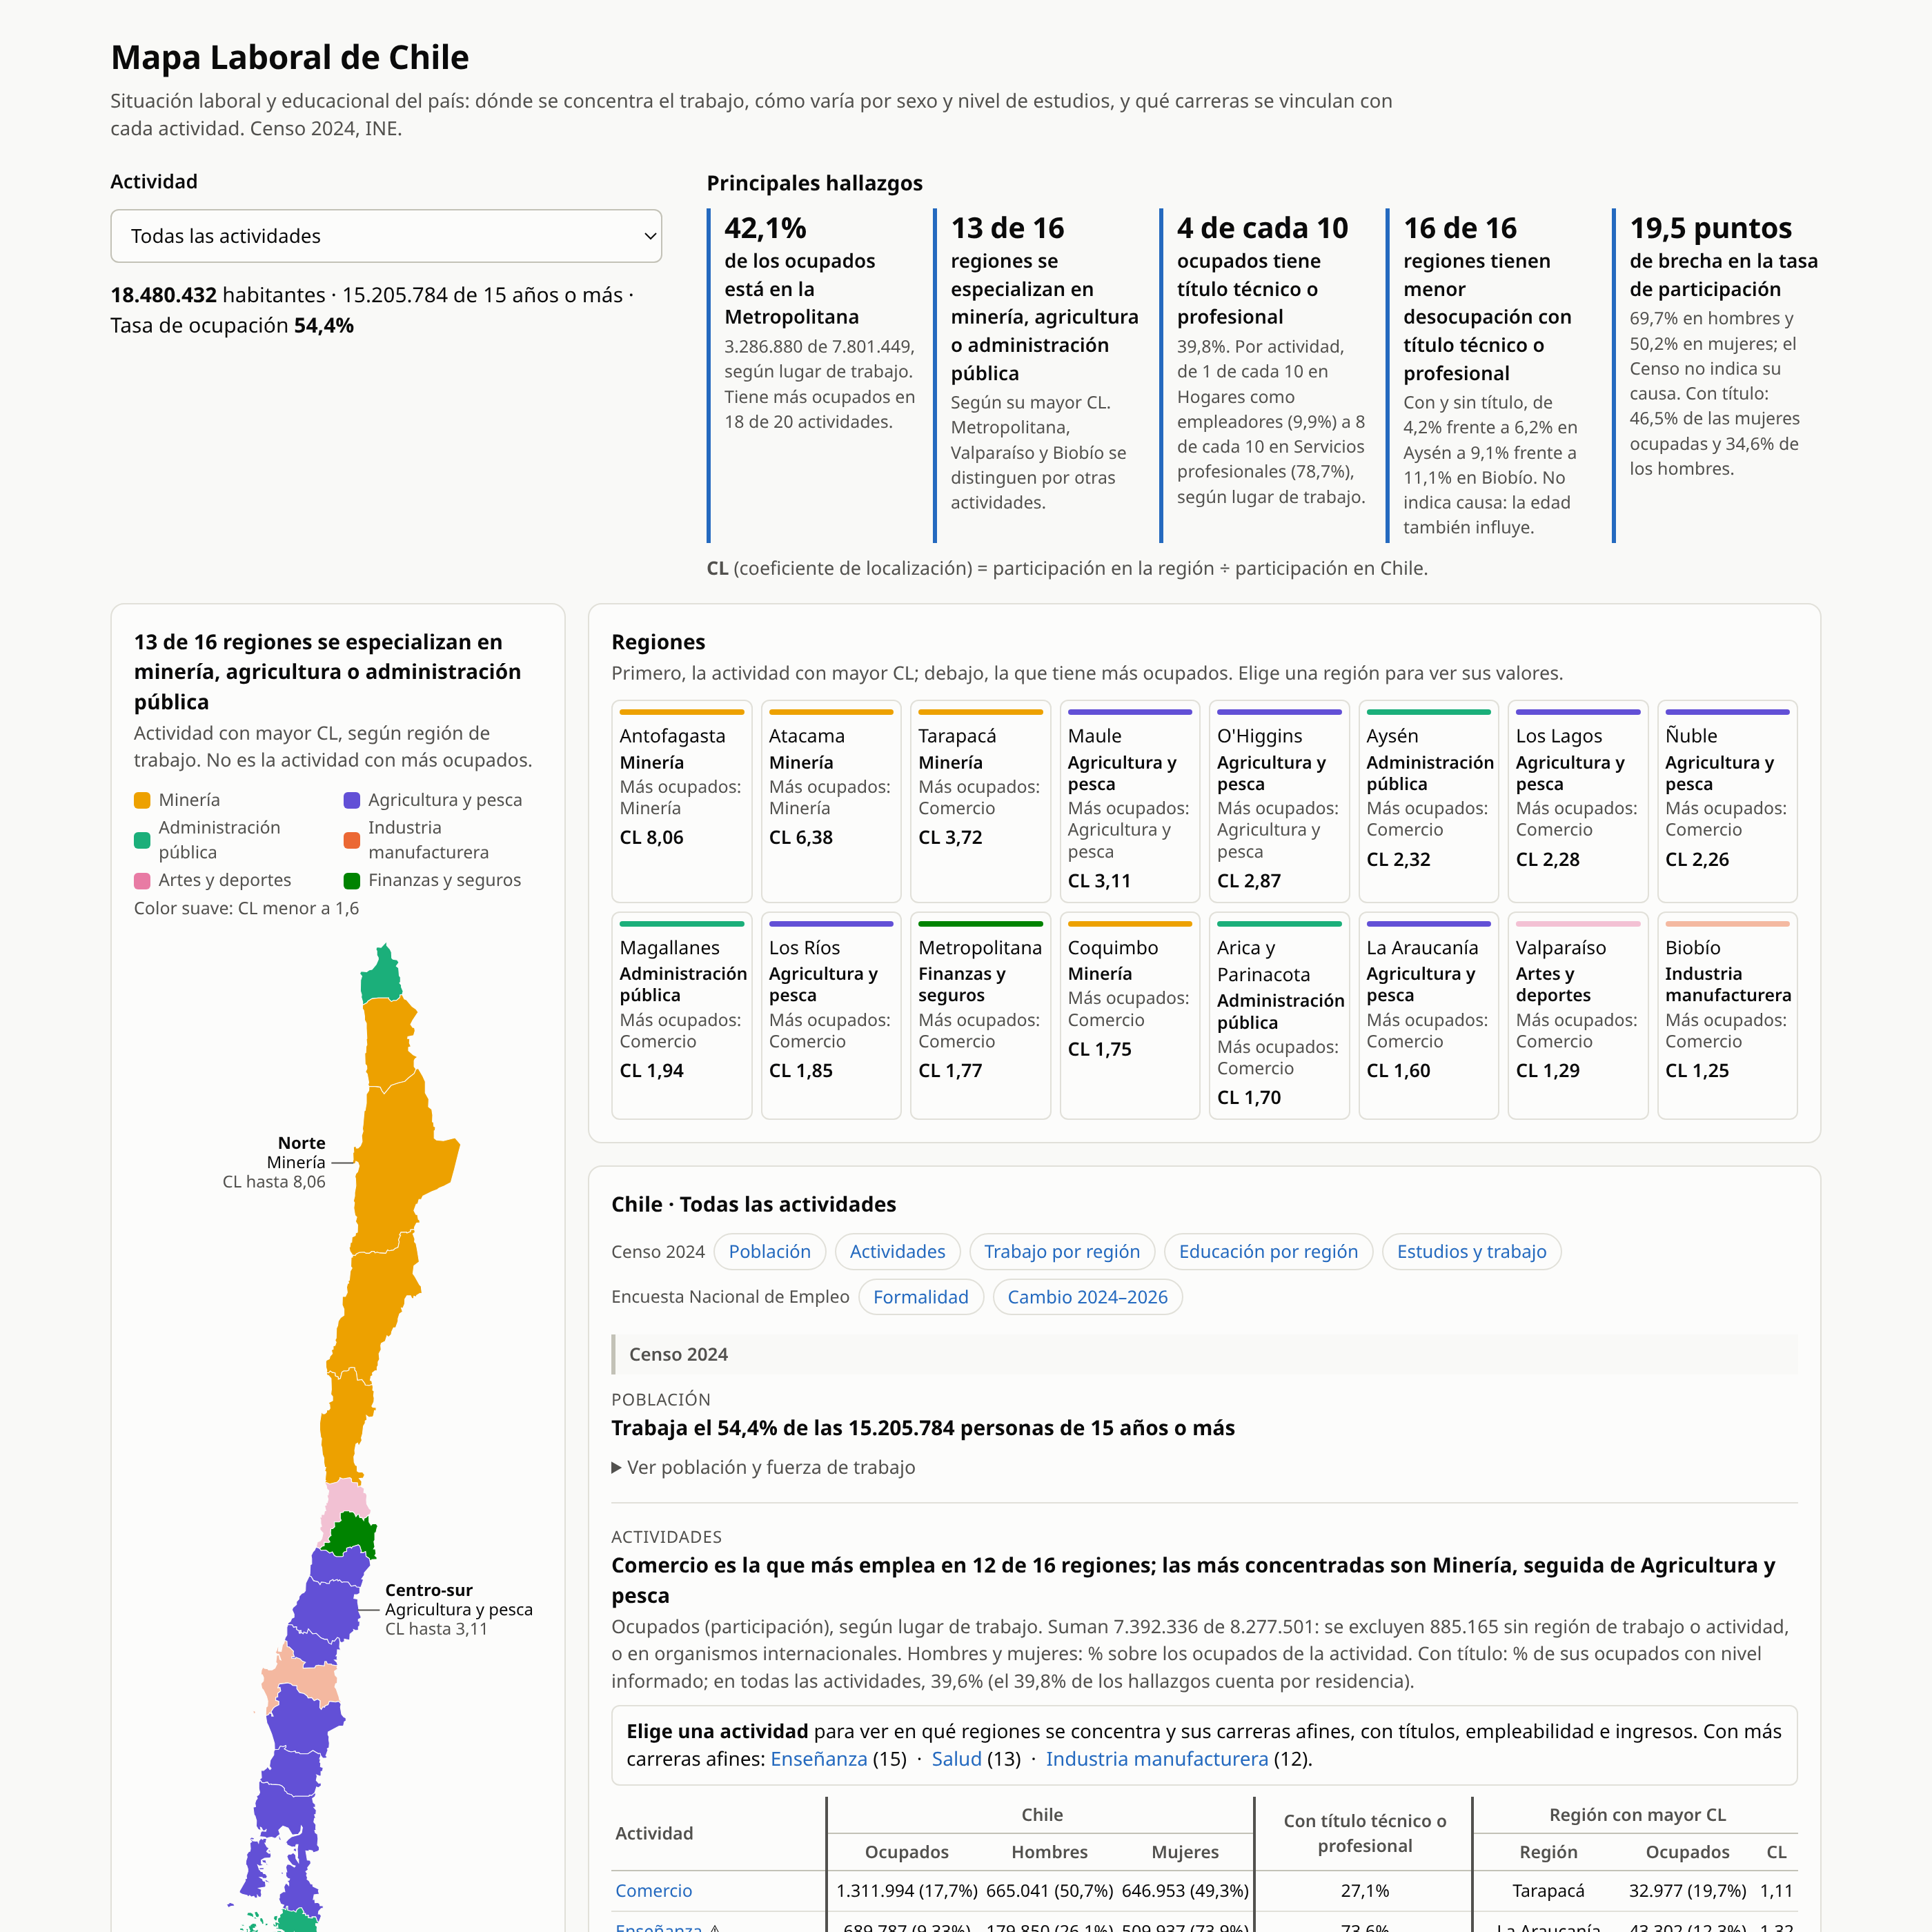 Mapa Laboral de Chile
Situación laboral y educacional del país: dónde se concentra el trabajo, cómo varía por sexo y nivel de estudios, y qué carreras se vinculan con
cada actividad. Censo 2024, INE.
Actividad
Todas las actividades
18.480.432 habitantes · 15.205.784 de 15 años o más ·
Tasa de ocupación 54,4%
Principales hallazgos
42,1%
de los ocupados
está en la
Metropolitana
3.286.880 de 7.801.449,
según lugar de trabajo.
Tiene más ocupados en
18 de 20 actividades.
13 de 16
regiones se
especializan en
minería, agricultura
o administración
pública
Según su mayor CL.
Metropolitana,
Valparaíso y Biobío se
distinguen por otras
actividades.
4 de cada 10
ocupados tiene
título técnico o
profesional
39,8%. Por actividad,
de 1 de cada 10 en
Hogares como
empleadores (9,9%) a 8
de cada 10 en Servicios
profesionales (78,7%),
según lugar de trabajo.
16 de 16
regiones tienen
menor
desocupación con
título técnico o
profesional
Con y sin título, de
4,2% frente a 6,2% en
Aysén a 9,1% frente a
11,1% en Biobío. No
indica causa: la edad
también influye.
19,5 puntos
de brecha en la tasa
de participación
69,7% en hombres y
50,2% en mujeres; el
Censo no indica su
causa. Con título:
46,5% de las mujeres
ocupadas y 34,6% de
los hombres.
CL (coeficiente de localización) = participación en la región ÷ participación en Chile.
13 de 16 regiones se especializan en
minería, agricultura o administración
pública
Actividad con mayor CL, según región de
trabajo. No es la actividad con más ocupados.
Minería
Agricultura y pesca
Administración
pública
Industria
manufacturera
Artes y deportes
Finanzas y seguros
Color suave: CL menor a 1,6
Norte
Minería
CL hasta 8,06
Centro-sur
Agricultura y pesca
CL hasta 3,11
Regiones
Primero, la actividad con mayor CL; debajo, la que tiene más ocupados. Elige una región para ver sus valores.
Antofagasta
Minería
Más ocupados:
Minería
CL 8,06
Atacama
Minería
Más ocupados:
Minería
CL 6,38
Tarapacá
Minería
Más ocupados:
Comercio
CL 3,72
Maule
Agricultura y
pesca
Más ocupados:
Agricultura y
pesca
CL 3,11
O'Higgins
Agricultura y
pesca
Más ocupados:
Agricultura y
pesca
CL 2,87
Aysén
Administración
pública
Más ocupados:
Comercio
CL 2,32
Los Lagos
Agricultura y
pesca
Más ocupados:
Comercio
CL 2,28
Ñuble
Agricultura y
pesca
Más ocupados:
Comercio
CL 2,26
Magallanes
Administración
pública
Más ocupados:
Comercio
CL 1,94
Los Ríos
Agricultura y
pesca
Más ocupados:
Comercio
CL 1,85
Metropolitana
Finanzas y
seguros
Más ocupados:
Comercio
CL 1,77
Coquimbo
Minería
Más ocupados:
Comercio
CL 1,75
Arica y
Parinacota
Administración
pública
Más ocupados:
Comercio
CL 1,70
La Araucanía
Agricultura y
pesca
Más ocupados:
Comercio
CL 1,60
Valparaíso
Artes y
deportes
Más ocupados:
Comercio
CL 1,29
Biobío
Industria
manufacturera
Más ocupados:
Comercio
CL 1,25
Chile · Todas las actividades
Censo 2024 Población Actividades Trabajo por región Educación por región Estudios y trabajo
Encuesta Nacional de Empleo Formalidad Cambio 2024–2026
Censo 2024
POBLACIÓN
Trabaja el 54,4% de las 15.205.784 personas de 15 años o más
▶ Ver población y fuerza de trabajo
ACTIVIDADES
Comercio es la que más emplea en 12 de 16 regiones; las más concentradas son Minería, seguida de Agricultura y
pesca
Ocupados (participación), según lugar de trabajo. Suman 7.392.336 de 8.277.501: se excluyen 885.165 sin región de trabajo o actividad,
o en organismos internacionales. Hombres y mujeres: % sobre los ocupados de la actividad. Con título: % de sus ocupados con nivel
informado; en todas las actividades, 39,6% (el 39,8% de los hallazgos cuenta por residencia).
Elige una actividad para ver en qué regiones se concentra y sus carreras afines, con títulos, empleabilidad e ingresos. Con más
carreras afines: Enseñanza (15) · Salud (13) · Industria manufacturera (12).
Actividad
Chile
Con título técnico o
profesional
Región con mayor CL
Ocupados Hombres Mujeres Región Ocupados CL
Comercio 1.311.994 (17,7%) 665.041 (50,7%) 646.953 (49,3%) 27,1% Tarapacá 32.977 (19,7%) 1,11
Enseñanza ⚠ 689.787 (9,33%) 179.850 (26,1%) 509.937 (73,9%) 73,6% La Araucanía 43.302 (12,3%) 1,32